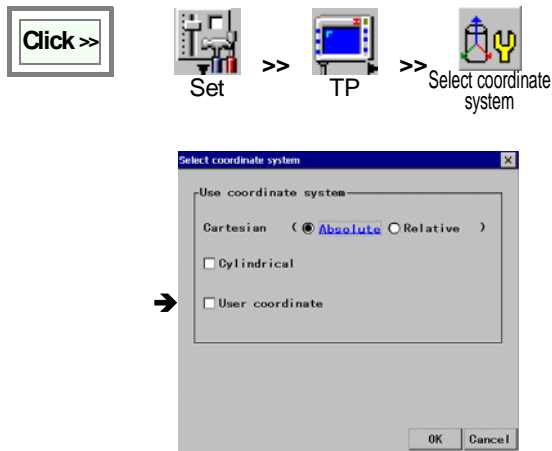 Click >>
Set >> TP >> Select coordinate
system
Select coordinate system
Use coordinate system
Cartesian ( Absolute Relative )
Cylindrical
User coordinate
OK Cancel